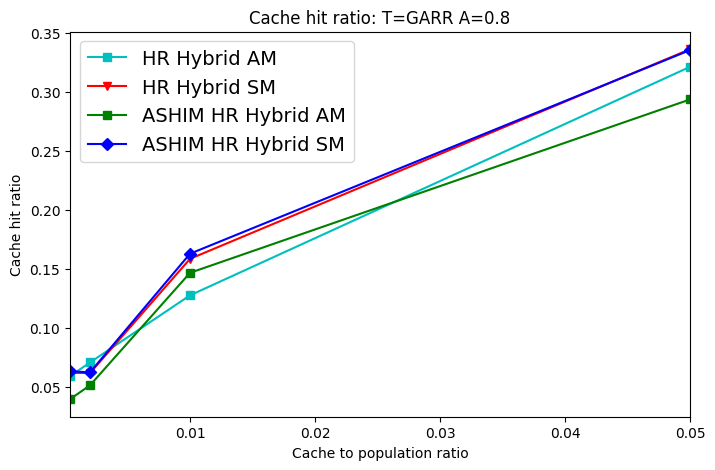 Cache hit ratio: T=GARR A=0.8
HR Hybrid AM
HR Hybrid SM
ASHIM HR Hybrid AM
ASHIM HR Hybrid SM
Cache hit ratio
0.35
0.30
0.25
0.20
0.15
0.10
0.05
0.01 0.02 0.03 0.04 0.05
Cache to population ratio